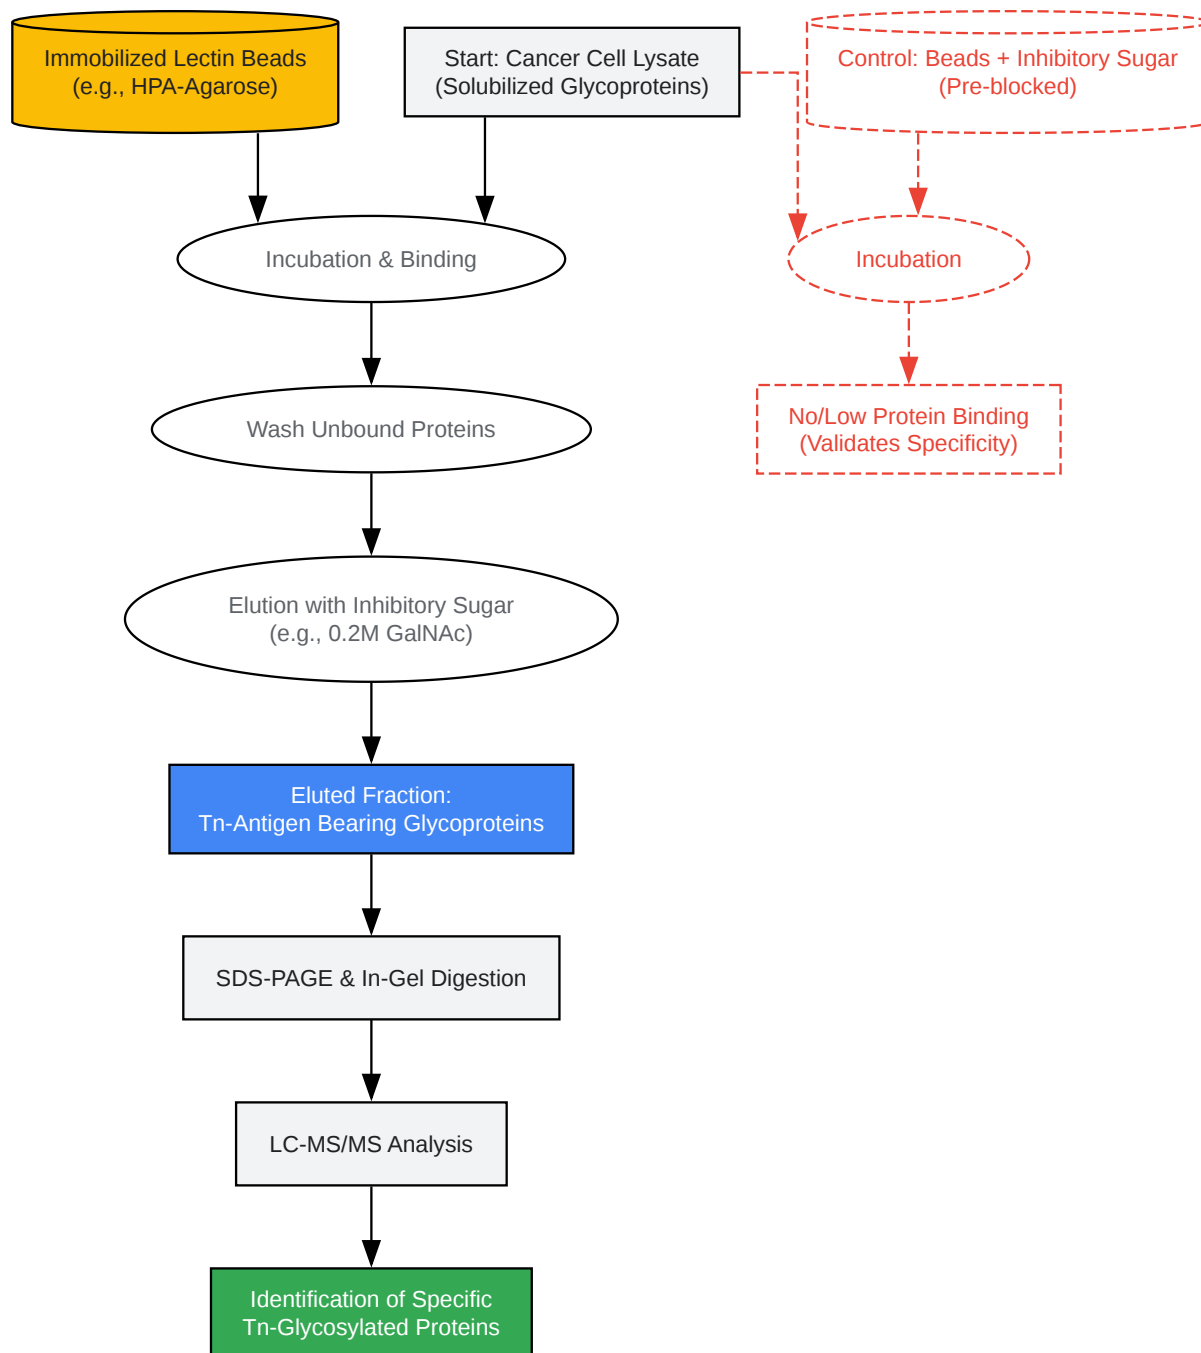 Immobilized Lectin Beads
(e.g., HPA-Agarose)
Start: Cancer Cell Lysate
(Solubilized Glycoproteins)
Control: Beads + Inhibitory Sugar
(Pre-blocked)
Incubation & Binding
Incubation
Wash Unbound Proteins
No/Low Protein Binding
(Validates Specificity)
Elution with Inhibitory Sugar
(e.g., 0.2M GalNAc)
Eluted Fraction:
Tn-Antigen Bearing Glycoproteins
SDS-PAGE & In-Gel Digestion
LC-MS/MS Analysis
Identification of Specific
Tn-Glycosylated Proteins